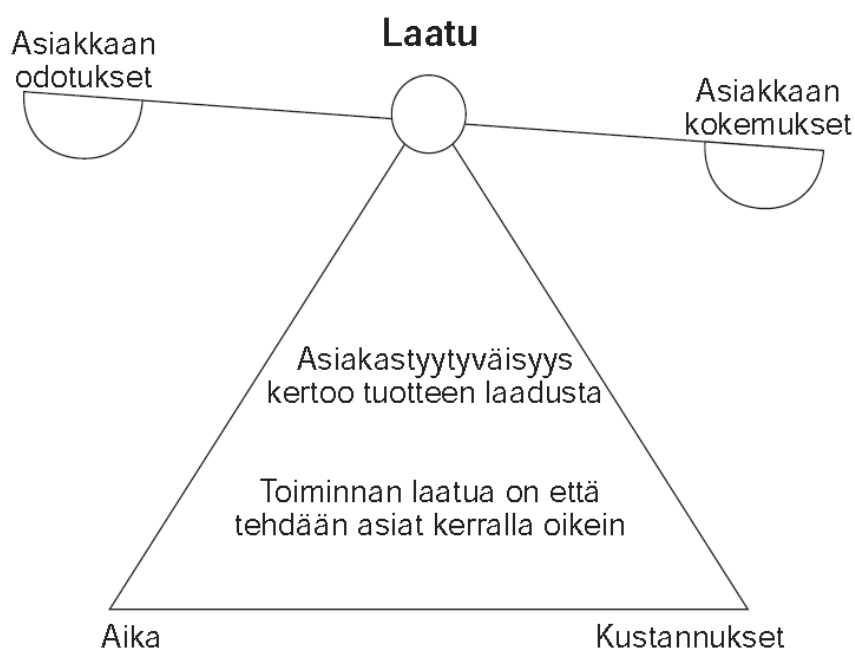 Laatu
Asiakkaan
odotukset
Asiakkaan
kokemukset
Asiakastyytyväisyys
kertoo tuotteen laadusta
Toiminnan laatua on että
tehdään asiat kerralla oikein
Aika
Kustannukset